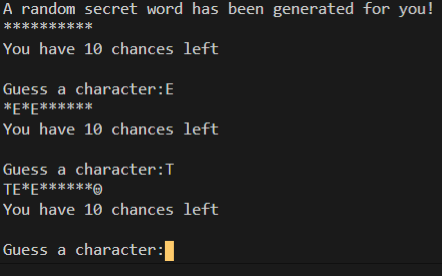 A random secret word has been generated for you!
**********
You have 10 chances left
Guess a character:E
*E*E******
You have 10 chances left
Guess a character:T
TE*E******☺
You have 10 chances left
Guess a character: